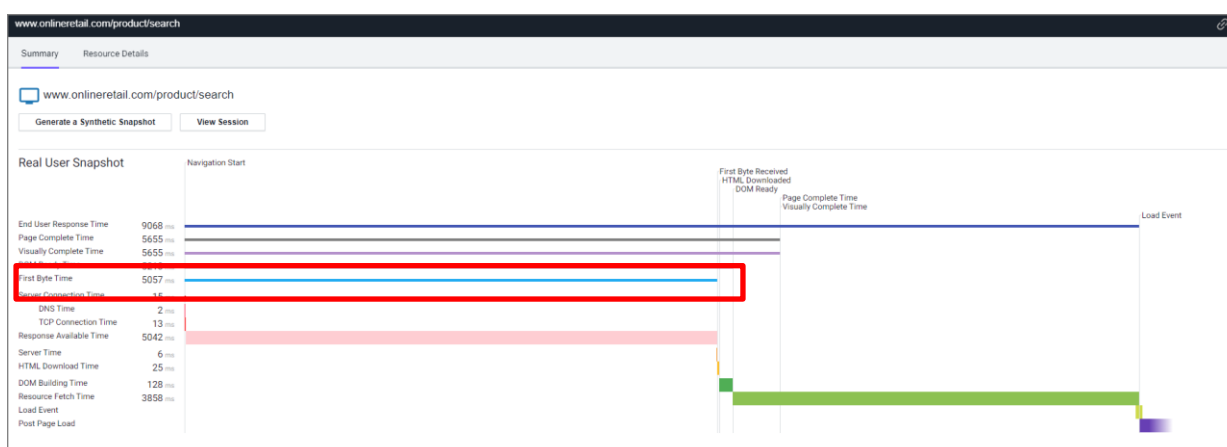 www.onlineretail.com/product/search
Summary Resource Details
www.onlineretail.com/product/search
Generate a Synthetic Snapshot View Session
Real User Snapshot Navigation Start
First Byte Received
HTML Downloaded
DOM Ready
Page Complete Time
Visually Complete Time
Load Event
End User Response Time 9068 ms
Page Complete Time 5655 ms
Visually Complete Time 5655 ms
First Byte Time 5057 ms
Server Connection Time 15 ms
DNS Time 2 ms
TCP Connection Time 13 ms
Response Available Time 5042 ms
Server Time 6 ms
HTML Download Time 25 ms
DOM Building Time 128 ms
Resource Fetch Time 3858 ms
Load Event
Post Page Load